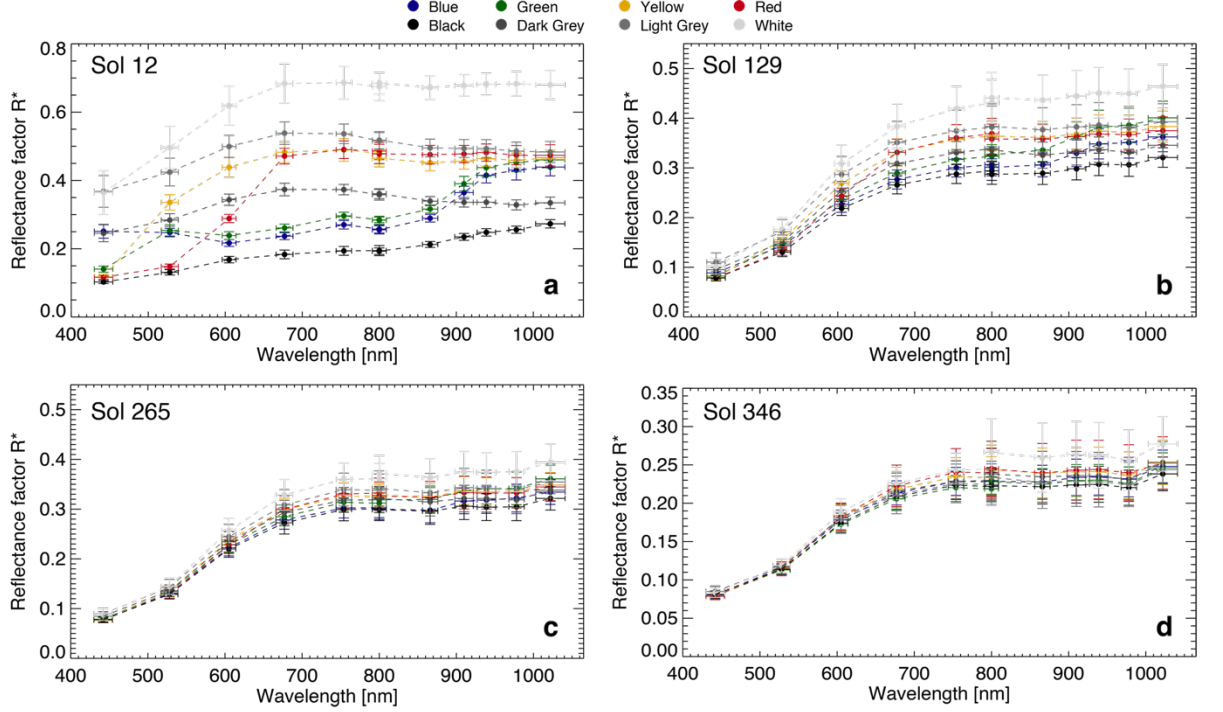 Blue Green Yellow Red
Black Dark Grey Light Grey White
Sol 12
Reflectance factor R*
0.8
0.6
0.4
0.2
0.0
400 500 600 700 800 900 1000
Wavelength [nm]
a
Sol 129
Reflectance factor R*
0.5
0.4
0.3
0.2
0.1
0.0
400 500 600 700 800 900 1000
Wavelength [nm]
b
Sol 265
Reflectance factor R*
0.5
0.4
0.3
0.2
0.1
0.0
400 500 600 700 800 900 1000
Wavelength [nm]
c
Sol 346
Reflectance factor R*
0.35
0.30
0.25
0.20
0.15
0.10
0.05
0.00
400 500 600 700 800 900 1000
Wavelength [nm]
d